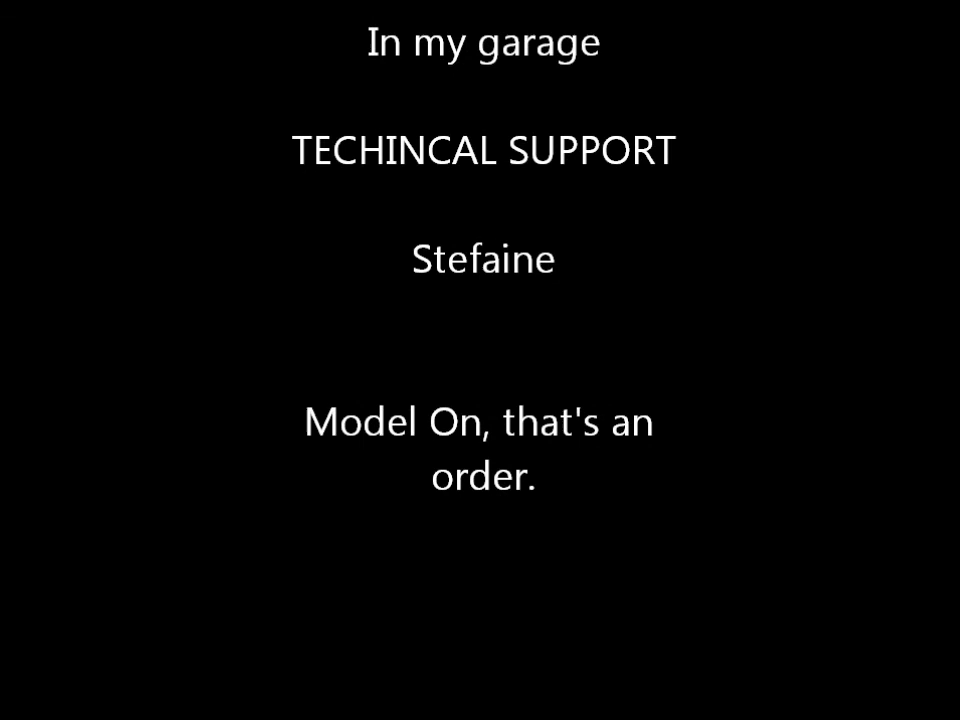 In my garage
TECHINCAL SUPPORT
Stefaine
Model On, that's an
order.